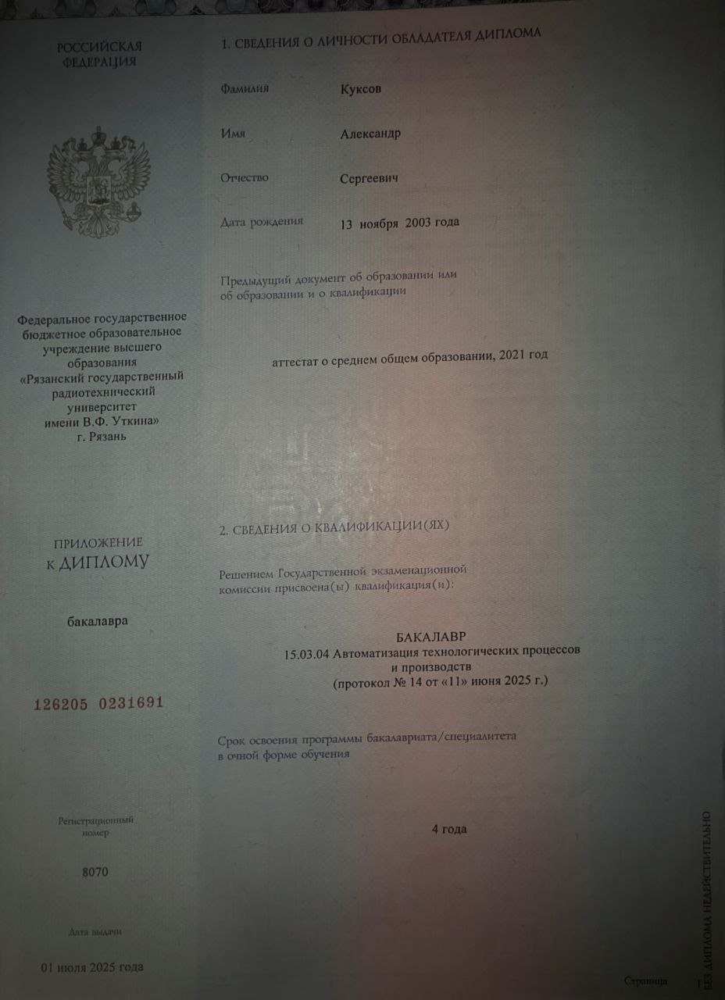 РОССИЙСКАЯ
ФЕДЕРАЦИЯ
Федеральное государственное
бюджетное образовательное
учреждение высшего
образования
«Рязанский государственный
радиотехнический
университет
имени В.Ф. Уткина»
г. Рязань
ПРИЛОЖЕНИЕ
к ДИПЛОМУ
бакалавра
126205 0231691
Регистрационный
номер
8070
Дата выдачи
01 июля 2025 года
1. СВЕДЕНИЯ О ЛИЧНОСТИ ОБЛАДАТЕЛЯ ДИПЛОМА
Фамилия Куксов
Имя Александр
Отчество Сергеевич
Дата рождения 13 ноября 2003 года
Предыдущий документ об образовании или
об образовании и о квалификации
аттестат о среднем общем образовании, 2021 год
2. СВЕДЕНИЯ О КВАЛИФИКАЦИИ(ЯХ)
Решением Государственной экзаменационной
комиссии присвоена(ы) квалификация(и):
БАКАЛАВР
15.03.04 Автоматизация технологических процессов
и производств
(протокол № 14 от «11» июня 2025 г.)
Срок освоения программы бакалавриата/специалитета
в очной форме обучения
4 года
Страница 1
БЕЗ ДИПЛОМА НЕДЕЙСТВИТЕЛЬНО